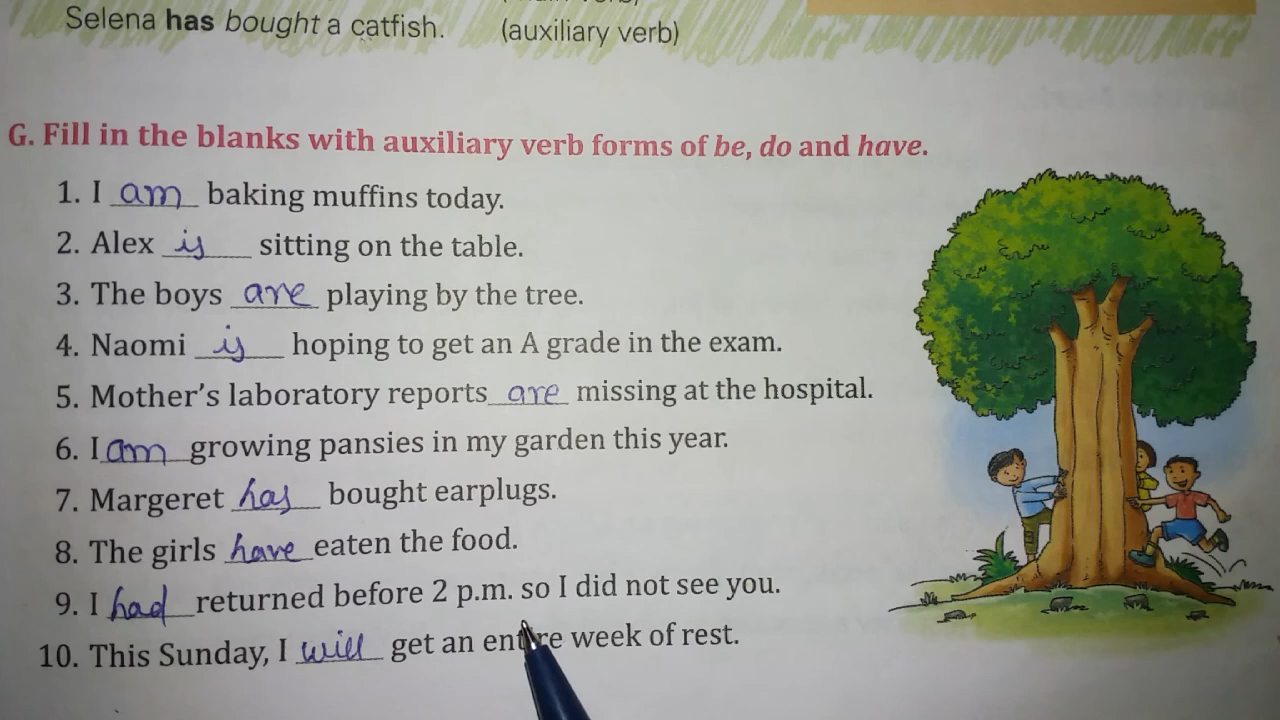 Selena has bought a catfish. (auxiliary verb)
G. Fill in the blanks with auxiliary verb forms of be, do and have.
1. I am baking muffins today.
2. Alex is sitting on the table.
3. The boys are playing by the tree.
4. Naomi is hoping to get an A grade in the exam.
5. Mother's laboratory reports are missing at the hospital.
6. I am growing pansies in my garden this year.
7. Margeret has bought earplugs.
8. The girls have eaten the food.
9. I had returned before 2 p.m. so I did not see you.
10. This Sunday, I will get an entire week of rest.